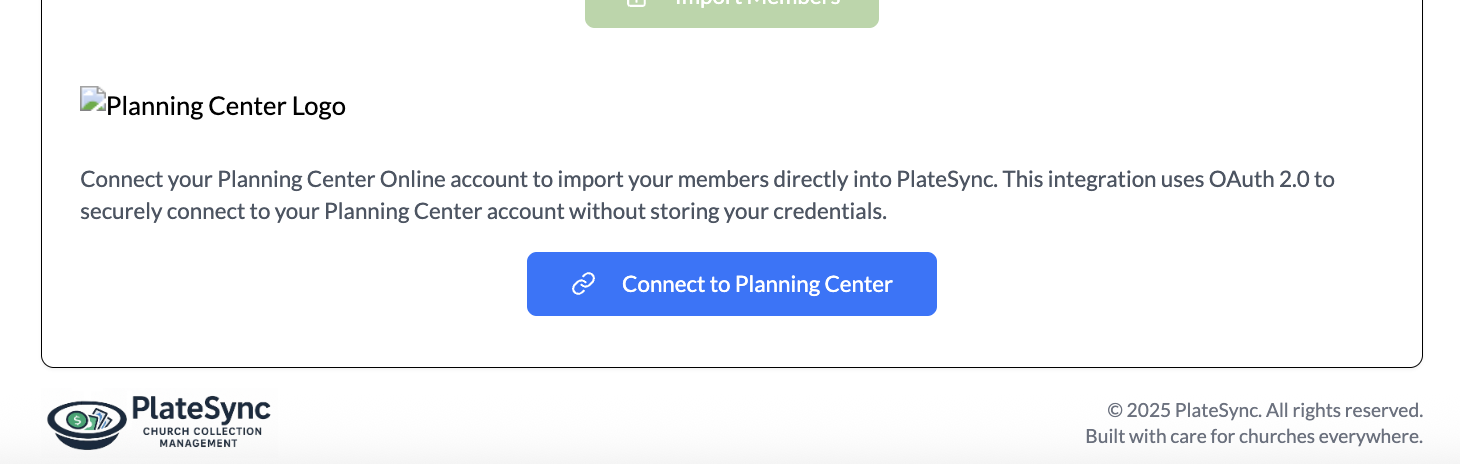 Import Members
Planning Center Logo
Connect your Planning Center Online account to import your members directly into PlateSync. This integration uses OAuth 2.0 to
securely connect to your Planning Center account without storing your credentials.
Connect to Planning Center
PlateSync
CHURCH COLLECTION
MANAGEMENT
$
© 2025 PlateSync. All rights reserved.
Built with care for churches everywhere.